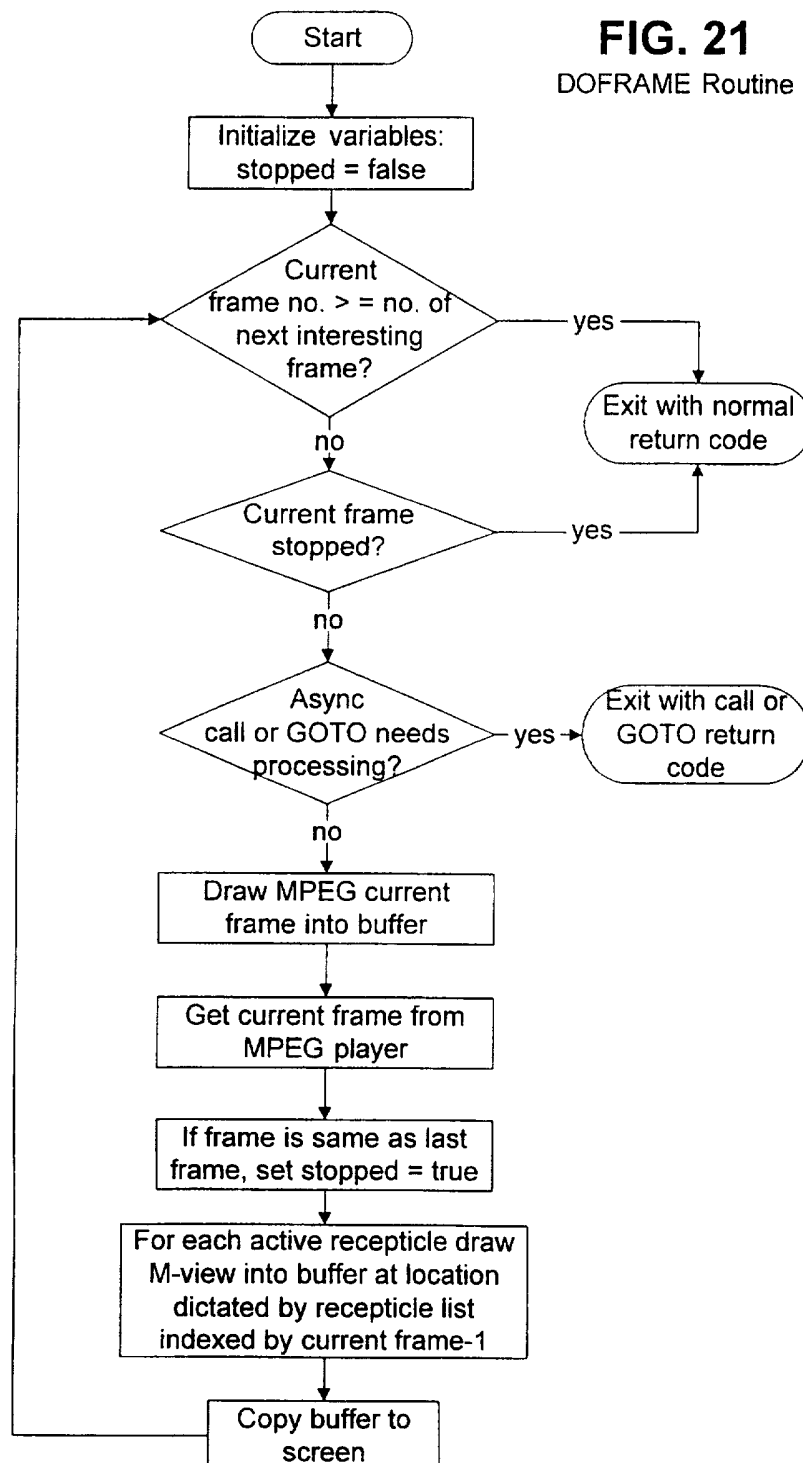 FIG. 21
DOFRAME Routine
Start
Initialize variables:
stopped = false
Current
frame no. > = no. of
next interesting
frame?
yes
Exit with normal
return code
no
Current frame
stopped?
yes
no
Async
call or GOTO needs
processing?
yes
Exit with call or
GOTO return
code
no
Draw MPEG current
frame into buffer
Get current frame from
MPEG player
If frame is same as last
frame, set stopped = true
For each active recepticle draw
M-view into buffer at location
dictated by recepticle list
indexed by current frame-1
Copy buffer to
screen